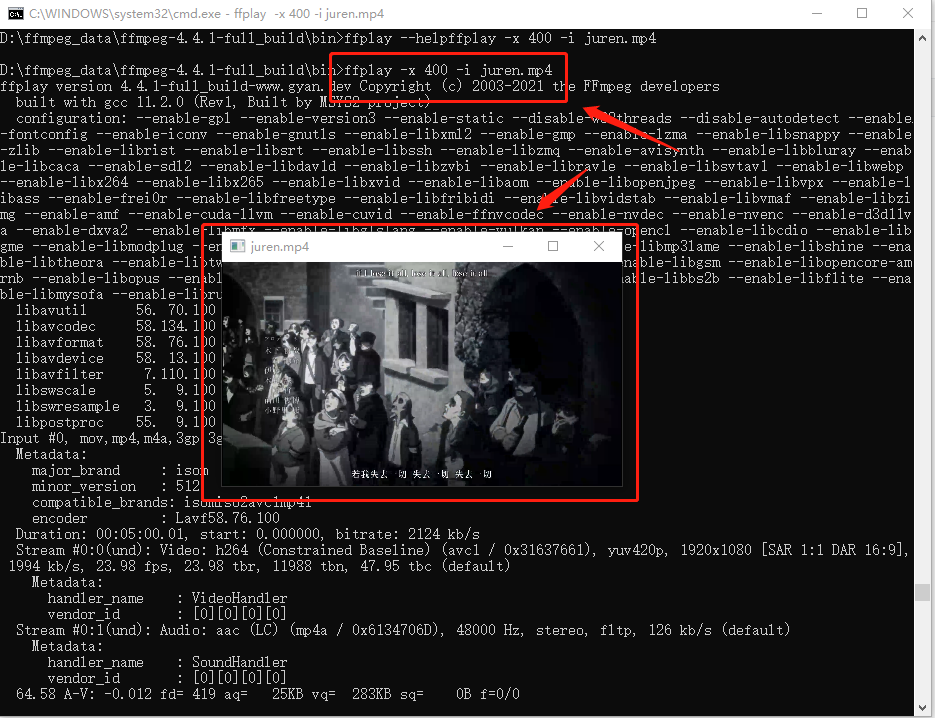 C:\WINDOWS\system32\cmd.exe - ffplay  -x 400 -i juren.mp4
D:\ffmpeg_data\ffmpeg-4.4.1-full_build\bin>ffplay --helpffplay -x 400 -i juren.mp4
D:\ffmpeg_data\ffmpeg-4.4.1-full_build\bin>ffplay -x 400 -i juren.mp4
ffplay version 4.4.1-full_build-www.gyan.dev Copyright (c) 2003-2021 the FFmpeg developers
built with gcc 11.2.0 (Rev1, Built by MSYS2 project)
configuration: --enable-gpl --enable-version3 --enable-static --disable-w32threads --disable-autodetect --enable
-fontconfig --enable-iconv --enable-gnutls --enable-libxml2 --enable-gmp --enable-lzma --enable-libsnappy --enable
-zlib --enable-librist --enable-libsrt --enable-libssh --enable-libzmq --enable-avisynth --enable-libbluray --enab
le-libcaca --enable-sdl2 --enable-libdav1d --enable-libzvbi --enable-librav1e --enable-libsvtav1 --enable-libwebp
--enable-libx264 --enable-libx265 --enable-libxvid --enable-libaom --enable-libopenjpeg --enable-libvpx --enable-l
ibass --enable-frei0r --enable-libfreetype --enable-libfribidi --enable-libvidstab --enable-libvmaf --enable-libzi
mg --enable-amf --enable-cuda-llvm --enable-cuvid --enable-ffnvcodec --enable-nvdec --enable-nvenc --enable-d3d11v
a --enable-dxva2 --enable-libmfx --enable-libglslang --enable-vulkan --enable-opencl --enable-libcdio --enable-lib
gme --enable-libmodplug --en -libmp3lame --enable-libshine --ena
ble-libtheora --enable-libtw -libgsm --enable-libopencore-am
rnb --enable-libopus --enabl -libbs2b --enable-libflite --ena
ble-libmysofa --enable-libru
juren.mp4
if I lose it all, lose it all, lose it all
若我失去一切 失去一切 失去一切
libavutil      56. 70.100
libavcodec     58.134.100
libavformat    58. 76.100
libavdevice    58. 13.100
libavfilter     7.110.100
libswscale      5.  9.100
libswresample   3.  9.100
libpostproc    55.  9.100
Input #0, mov,mp4,m4a,3gp,3g
Metadata:
major_brand     : isom
minor_version   : 512
compatible_brands: isomiso2avc1mp41
encoder         : Lavf58.76.100
Duration: 00:05:00.01, start: 0.000000, bitrate: 2124 kb/s
Stream #0:0(und): Video: h264 (Constrained Baseline) (avc1 / 0x31637661), yuv420p, 1920x1080 [SAR 1:1 DAR 16:9],
1994 kb/s, 23.98 fps, 23.98 tbr, 11988 tbn, 47.95 tbc (default)
Metadata:
handler_name    : VideoHandler
vendor_id       : [0][0][0][0]
Stream #0:1(und): Audio: aac (LC) (mp4a / 0x6134706D), 48000 Hz, stereo, fltp, 126 kb/s (default)
Metadata:
handler_name    : SoundHandler
vendor_id       : [0][0][0][0]
64.58 A-V: -0.012 fd= 419 aq=   25KB vq=  283KB sq=    0B f=0/0